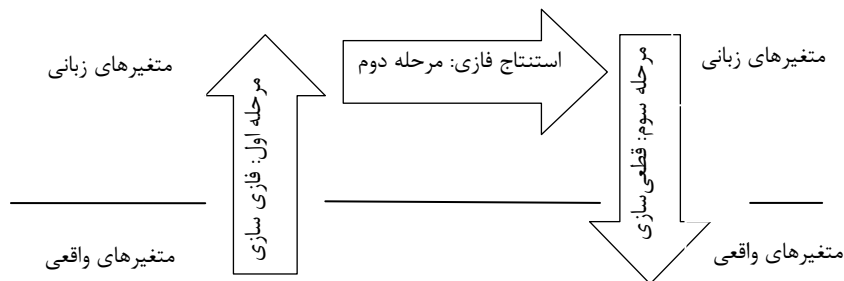 متغیرهای زبانی
استنتاج فازی: مرحله دوم
متغیرهای زبانی
مرحله اول: فازی سازی
مرحله سوم: قطعی‌سازی
متغیرهای واقعی
متغیرهای واقعی